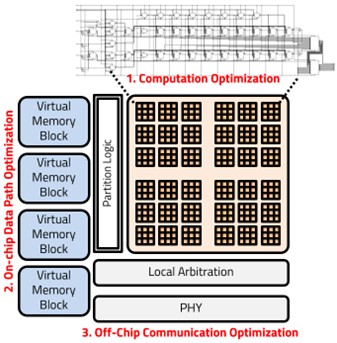 1. Computation Optimization
2. On-chip Data Path Optimization
Virtual
Memory
Block
Virtual
Memory
Block
Virtual
Memory
Block
Virtual
Memory
Block
Partition Logic
Local Arbitration
PHY
3. Off-Chip Communication Optimization